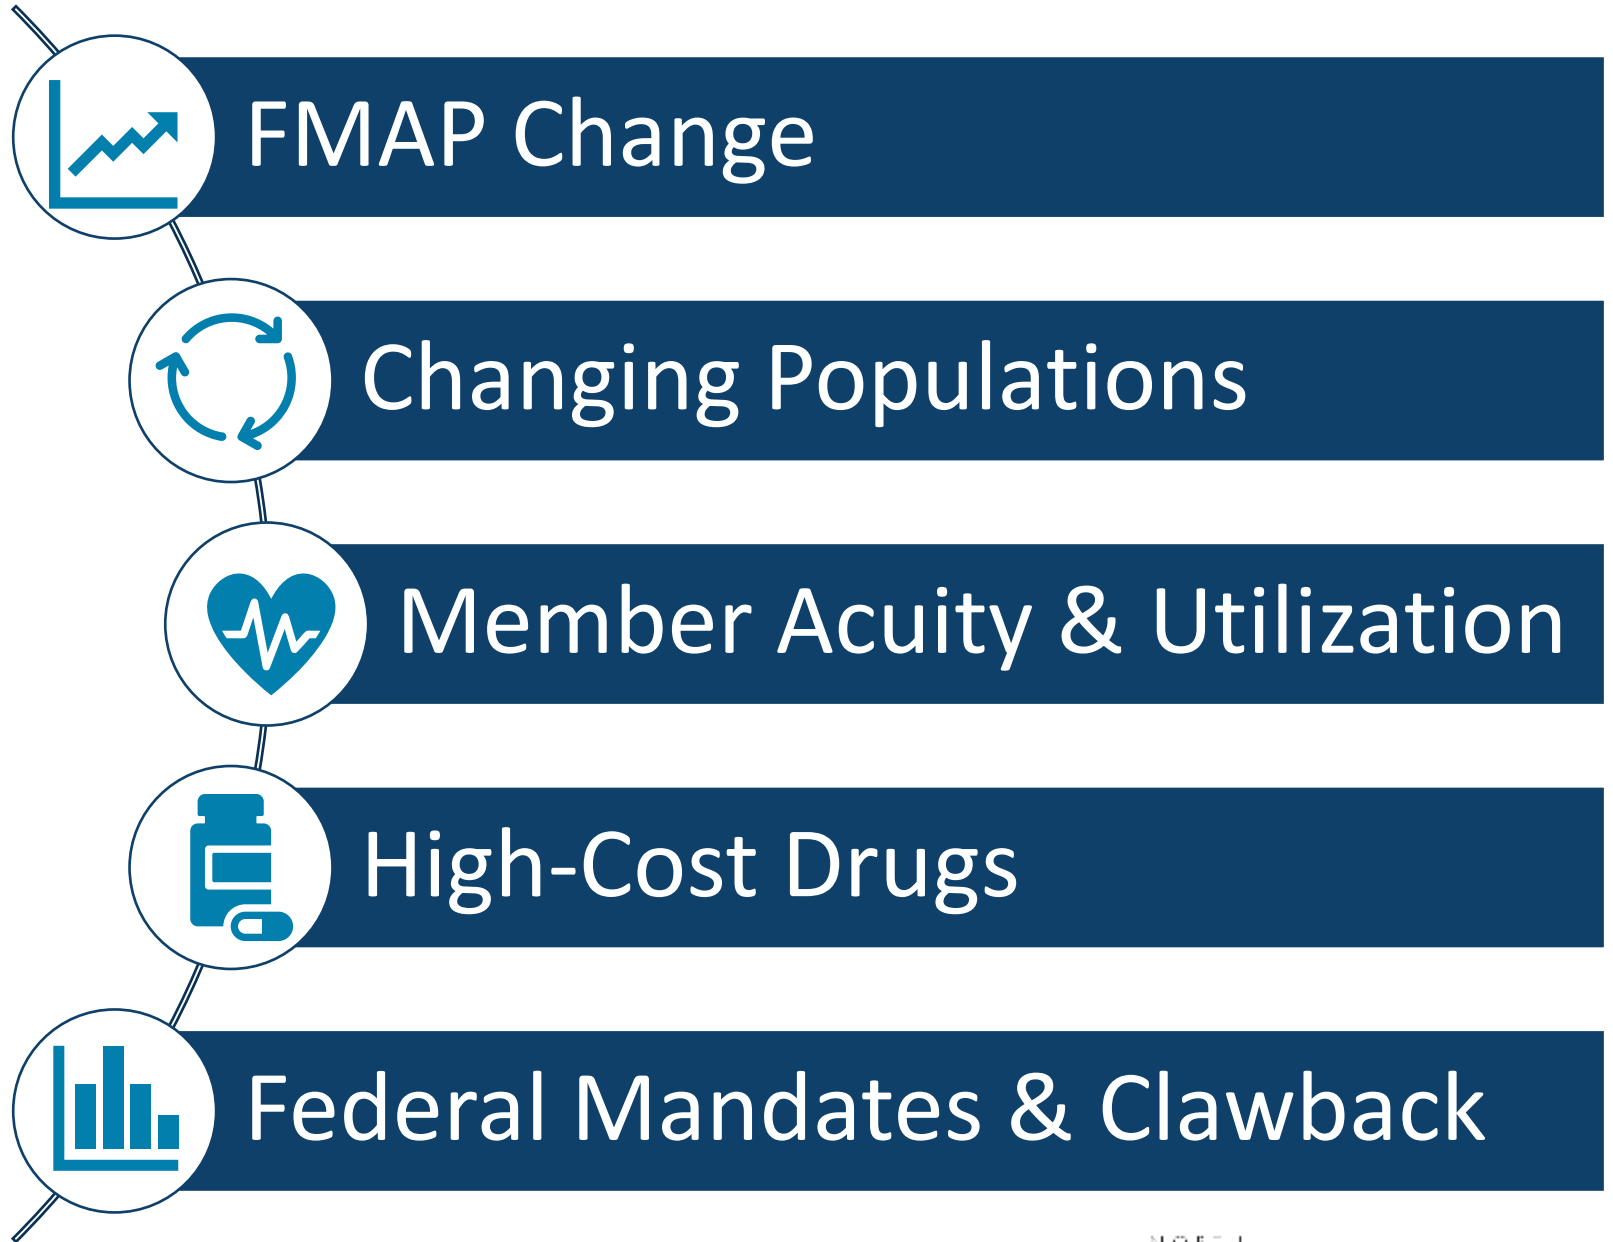 FMAP Change
Changing Populations
Member Acuity & Utilization
High-Cost Drugs
Federal Mandates & Clawback